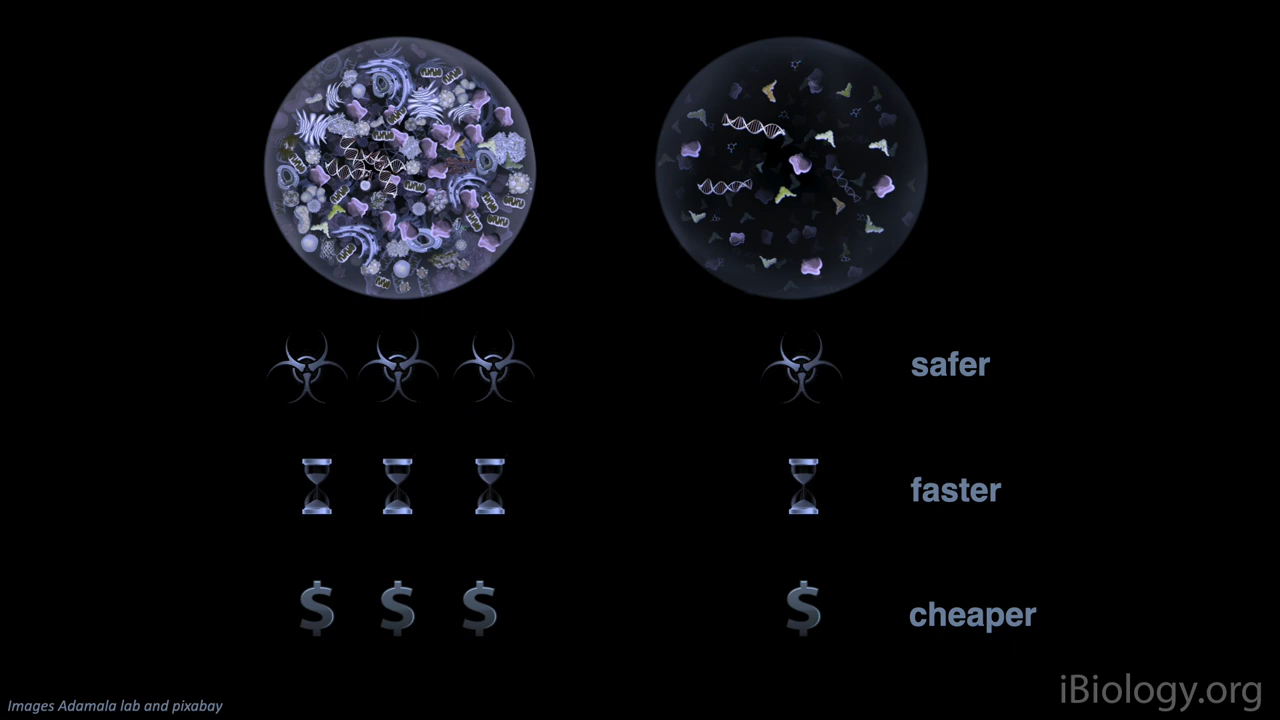 safer
faster
cheaper
iBiology.org
Images Adamala lab and pixabay